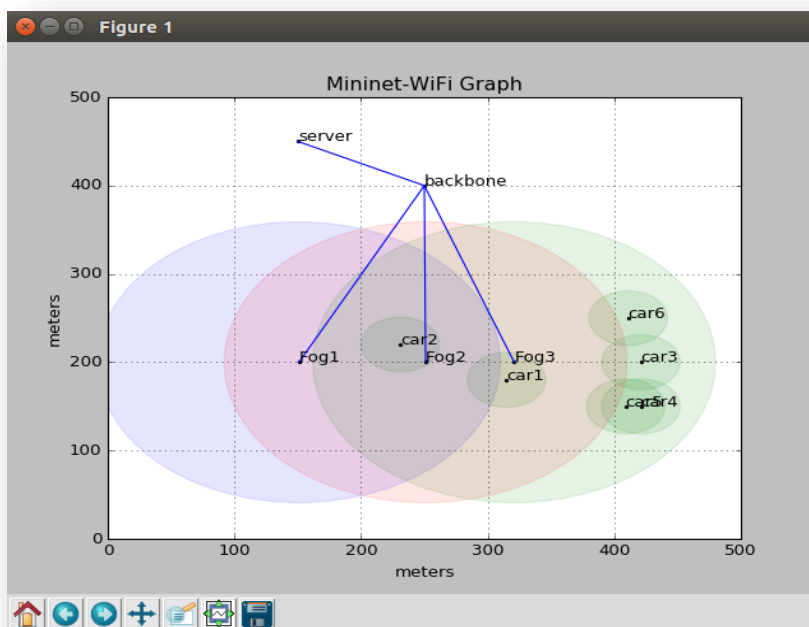 Figure 1
Mininet-WiFi Graph
500
server
backbone
400
300
car6
car2
Fog1
Fog2
Fog3
car3
200
car1
car5
car4
100
0
0 100 200 300 400 500
meters
meters